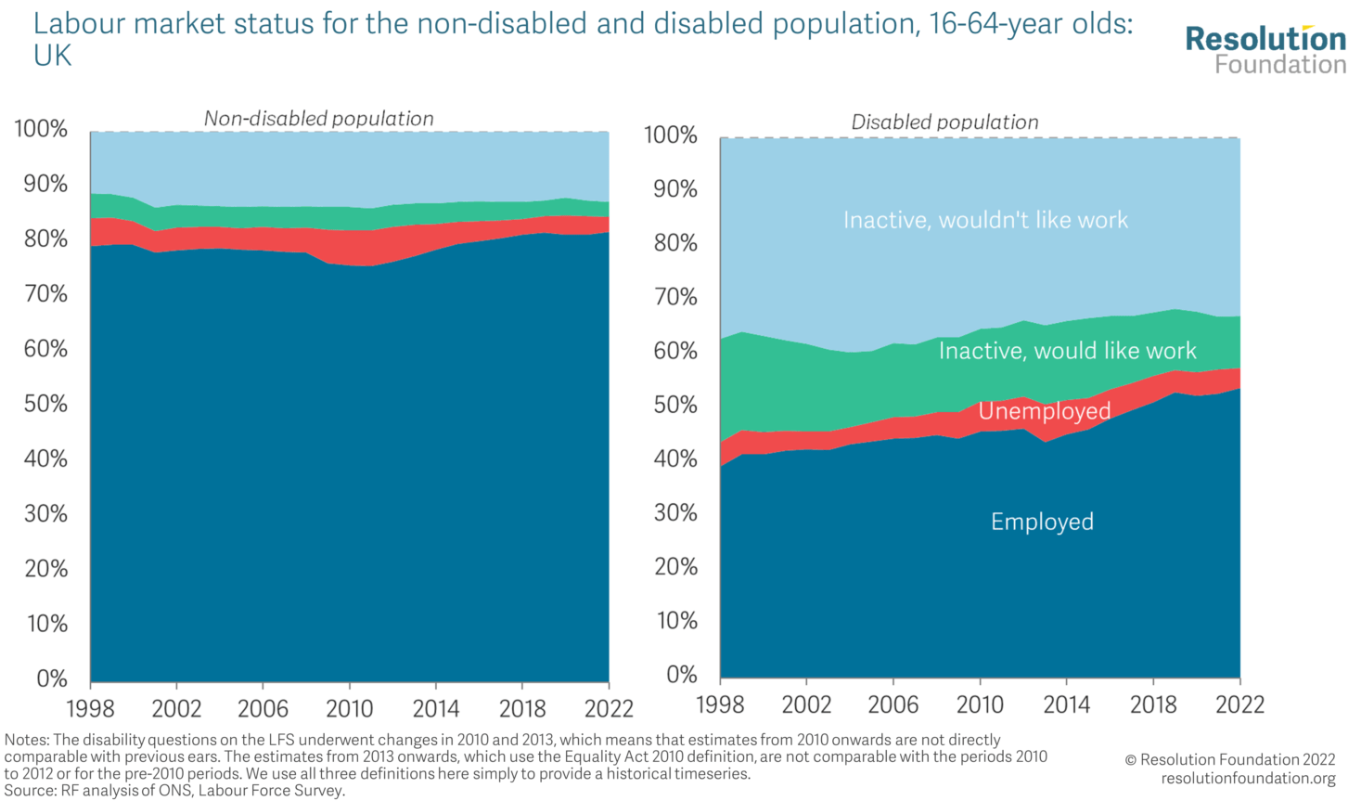 Labour market status for the non-disabled and disabled population, 16-64-year olds:
UK
Resolution
Foundation
Non-disabled population
100%
90%
80%
70%
60%
50%
40%
30%
20%
10%
0%
1998 2002 2006 2010 2014 2018 2022
Disabled population
100%
90%
80%
70%
60%
50%
40%
30%
20%
10%
0%
Inactive, wouldn't like work
Inactive, would like work
Unemployed
Employed
1998 2002 2006 2010 2014 2018 2022
Notes: The disability questions on the LFS underwent changes in 2010 and 2013, which means that estimates from 2010 onwards are not directly
comparable with previous ears. The estimates from 2013 onwards, which use the Equality Act 2010 definition, are not comparable with the periods 2010
to 2012 or for the pre-2010 periods. We use all three definitions here simply to provide a historical timeseries.
Source: RF analysis of ONS, Labour Force Survey.
© Resolution Foundation 2022
resolutionfoundation.org